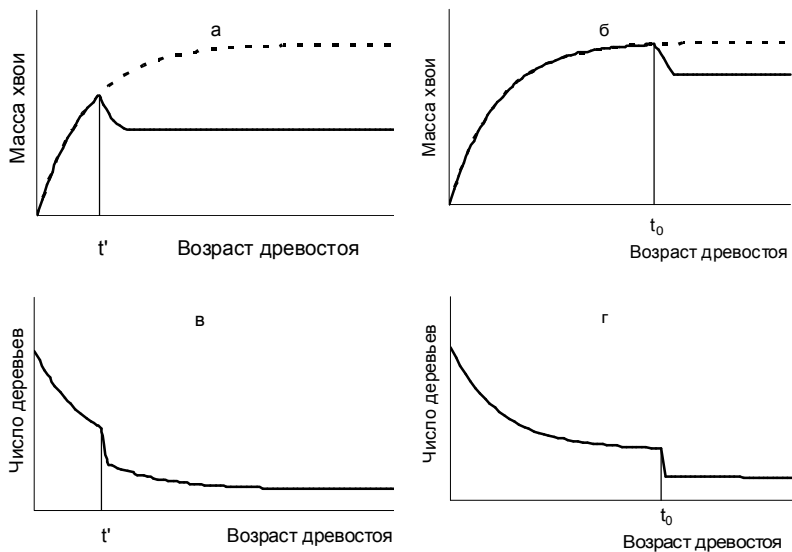 а
Масса хвои
t'
Возраст древостоя
б
Масса хвои
t0
Возраст древостоя
в
Число деревьев
t'
Возраст древостоя
г
Число деревьев
t0
Возраст древостоя